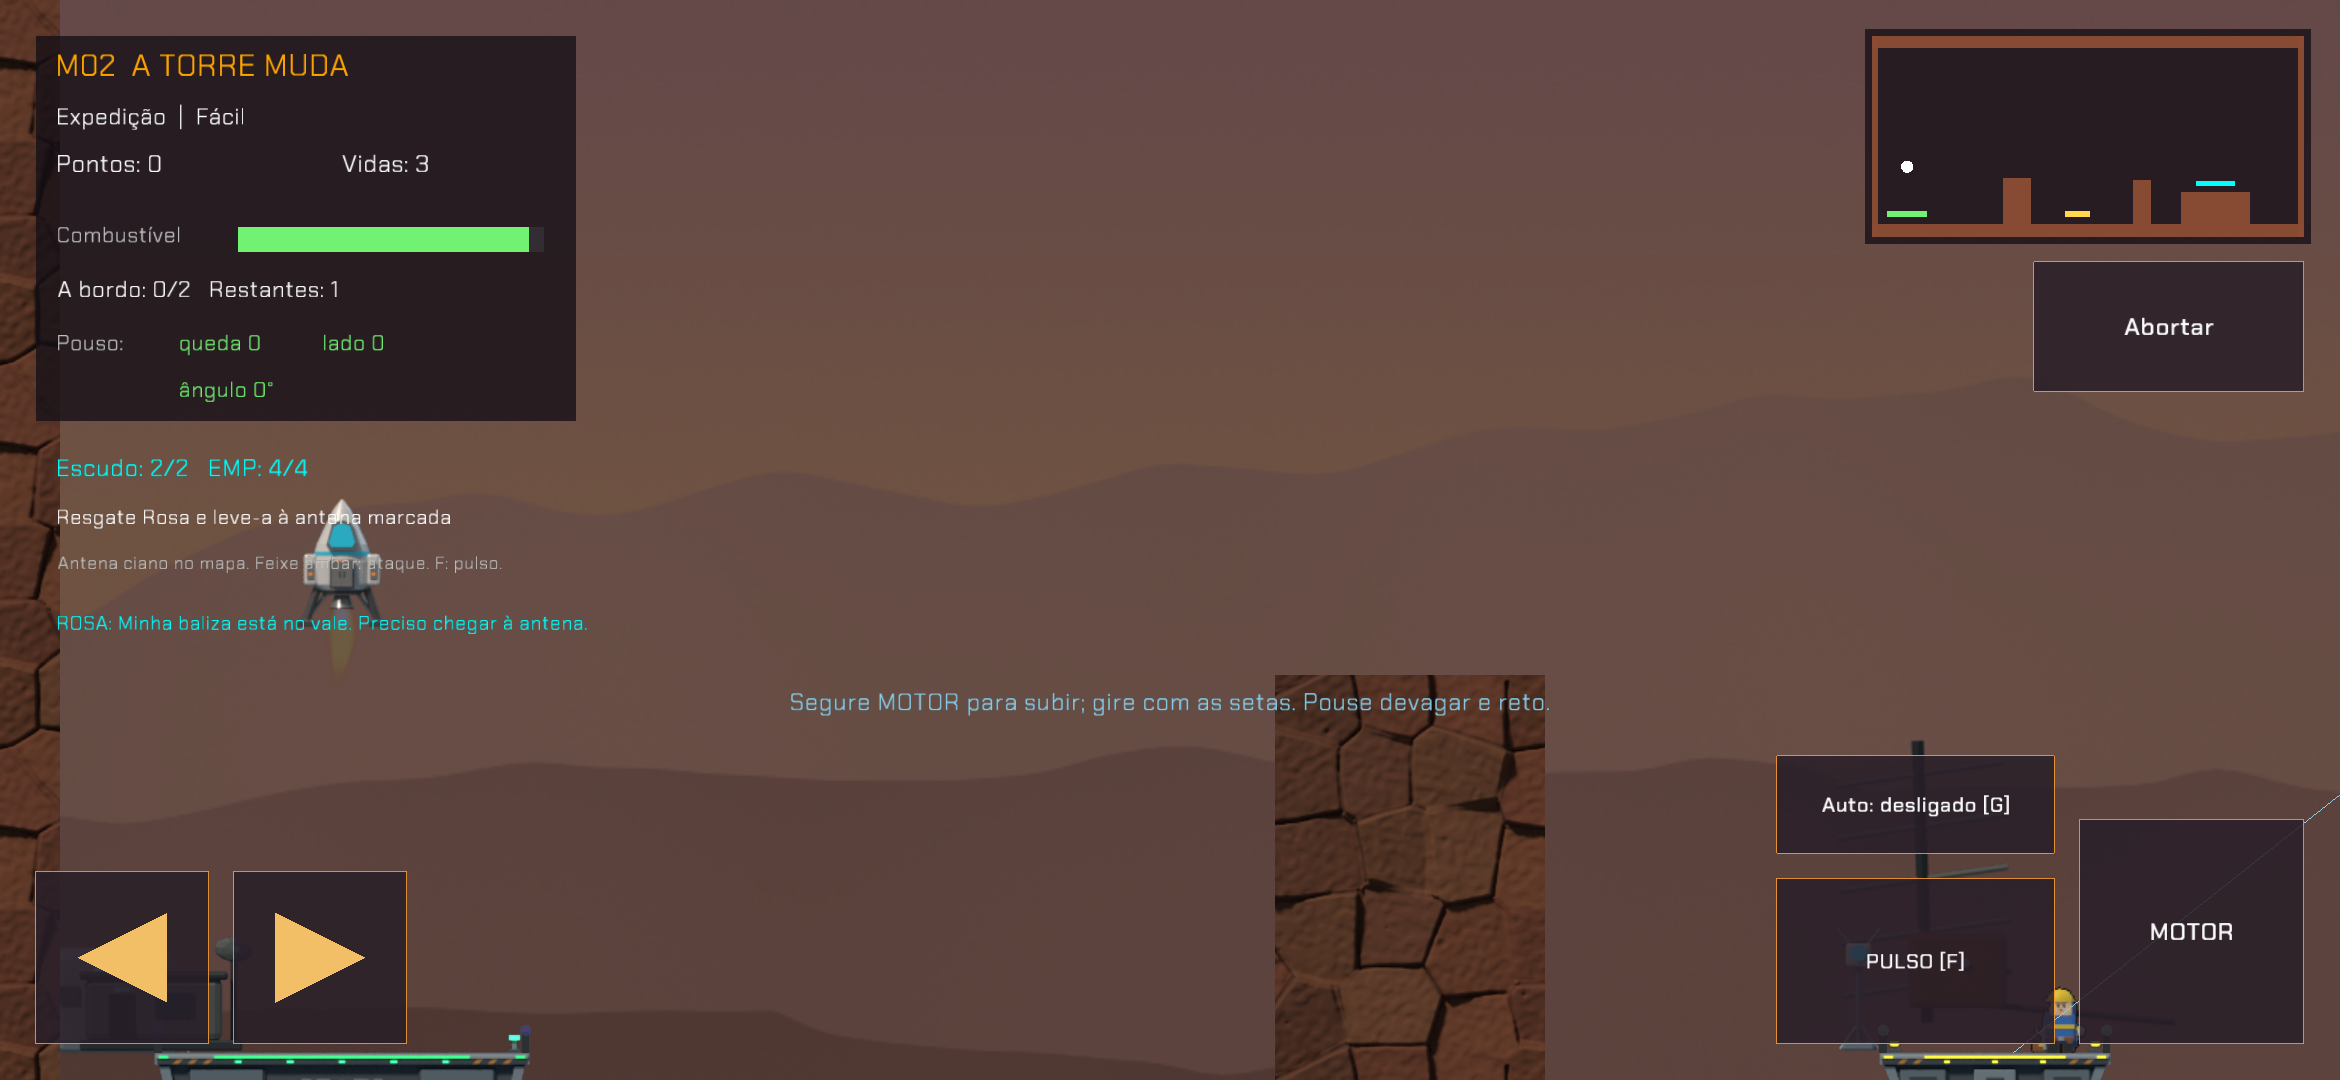 M02 A TORRE MUDA
Expedição | Fácil
Pontos: 0 Vidas: 3
Combustível
A bordo: 0/2 Restantes: 1
Pouso: queda 0 lado 0
ângulo 0°
Escudo: 2/2 EMP: 4/4
Resgate Rosa e leve-a à antena marcada
Antena ciano no mapa. Feixe âmbar: ataque. F: pulso.
ROSA: Minha baliza está no vale. Preciso chegar à antena.
Abortar
Segure MOTOR para subir; gire com as setas. Pouse devagar e reto.
Auto: desligado [G]
MOTOR
PULSO [F]